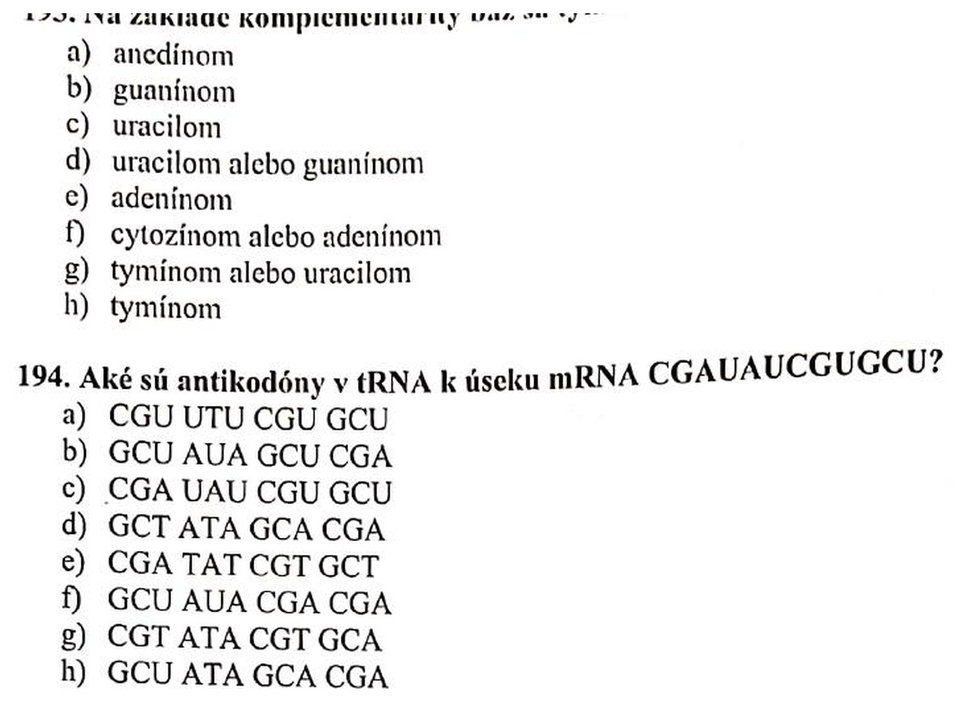 193. Na základe komplementarity báz sa
a) anedínom
b) guanínom
c) uracilom
d) uracilom alebo guanínom
e) adenínom
f) cytozínom alebo adenínom
g) tymínom alebo uracilom
h) tymínom
194. Aké sú antikodóny v tRNA k úseku mRNA CGAUAUCGUGCU?
a) CGU UTU CGU GCU
b) GCU AUA GCU CGA
c) CGA UAU CGU GCU
d) GCT ATA GCA CGA
e) CGA TAT CGT GCT
f) GCU AUA CGA CGA
g) CGT ATA CGT GCA
h) GCU ATA GCA CGA